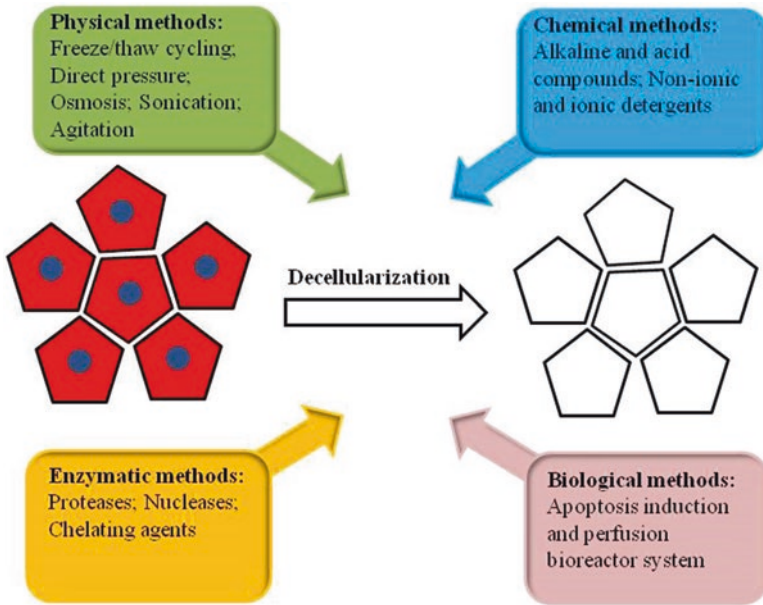 Physical methods:
Freeze/thaw cycling;
Direct pressure;
Osmosis; Sonication;
Agitation
Chemical methods:
Alkaline and acid
compounds; Non-ionic
and ionic detergents
Decellularization
Enzymatic methods:
Proteases; Nucleases;
Chelating agents
Biological methods:
Apoptosis induction
and perfusion
bioreactor system